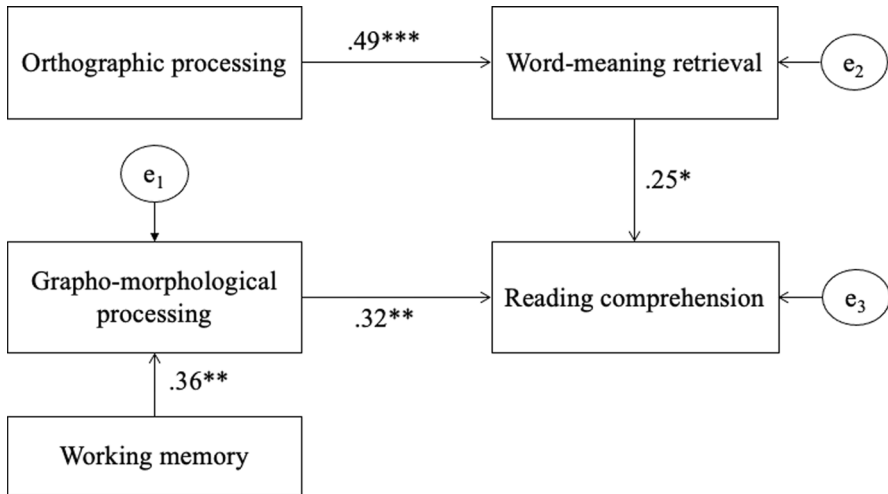 .49***
Orthographic processing
Word-meaning retrieval
e₂
e₁
.25*
Grapho-morphological
processing
Reading comprehension
e₃
.32**
.36**
Working memory